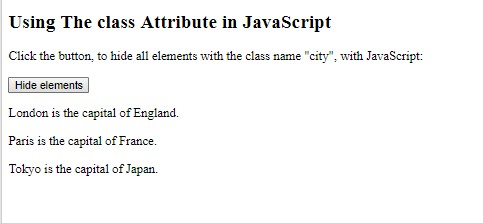 Using The class Attribute in JavaScript
Click the button, to hide all elements with the class name "city", with JavaScript:
Hide elements
London is the capital of England.
Paris is the capital of France.
Tokyo is the capital of Japan.